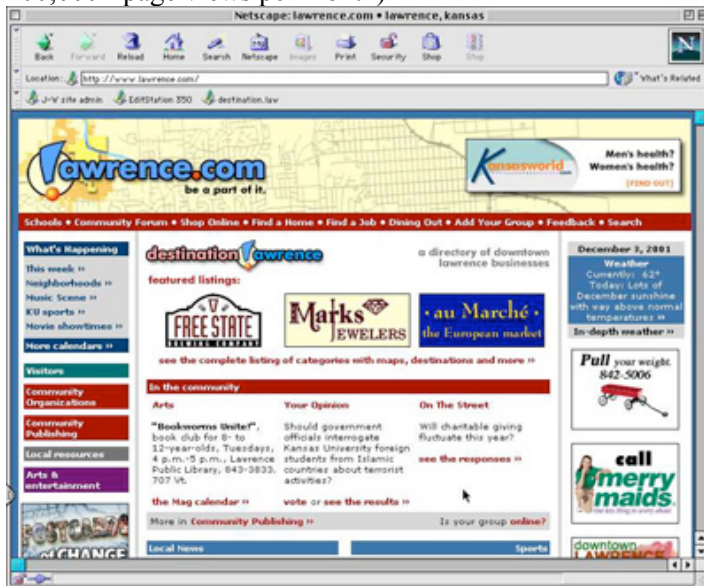 Netscape: lawrence.com • lawrence, kansas
Back Forward Reload Home Search Netscape Images Print Security Shop Stop
Location: http://www.lawrence.com/
What's Related
J-W site admin EditStation 350 destination.law
lawrence.com
be a part of it.
Kansasworld.com
Men's health?
Women's health?
[FIND OUT]
Schools • Community Forum • Shop Online • Find a Home • Find a Job • Dining Out • Add Your Group • Feedback • Search
What's Happening
This week »
Neighborhoods »
Music Scene »
KU sports »
Movie showtimes »
More calendars »
Visitors
Community
Organizations
Community
Publishing
Local resources
Arts &
entertainment
POSTCARDS
of CHANGE
destination lawrence
a directory of downtown
lawrence businesses
featured listings:
FREE STATE
BREWING COMPANY
Marks
JEWELERS
• au Marché •
the European market
see the complete listing of categories with maps, destinations and more »
In the community
Arts
"Bookworms Unite!",
book club for 8- to
12-year-olds, Tuesdays,
4 p.m.-5 p.m., Lawrence
Public Library, 843-3833.
707 Vt.
the Mag calendar »
Your Opinion
Should government
officials interrogate
Kansas University foreign
students from Islamic
countries about terrorist
activities?
vote or see the results »
On The Street
Will charitable giving
fluctuate this year?
see the responses »
More in Community Publishing »
Is your group online?
Local News
Sports
December 3, 2001
Weather
Currently: 62°
Today: Lots of
December sunshine
with way above normal
temperatures »
In-depth weather »
Pull your weight.
842-5006
call
merry
maids.
downtown
LAWRENCE